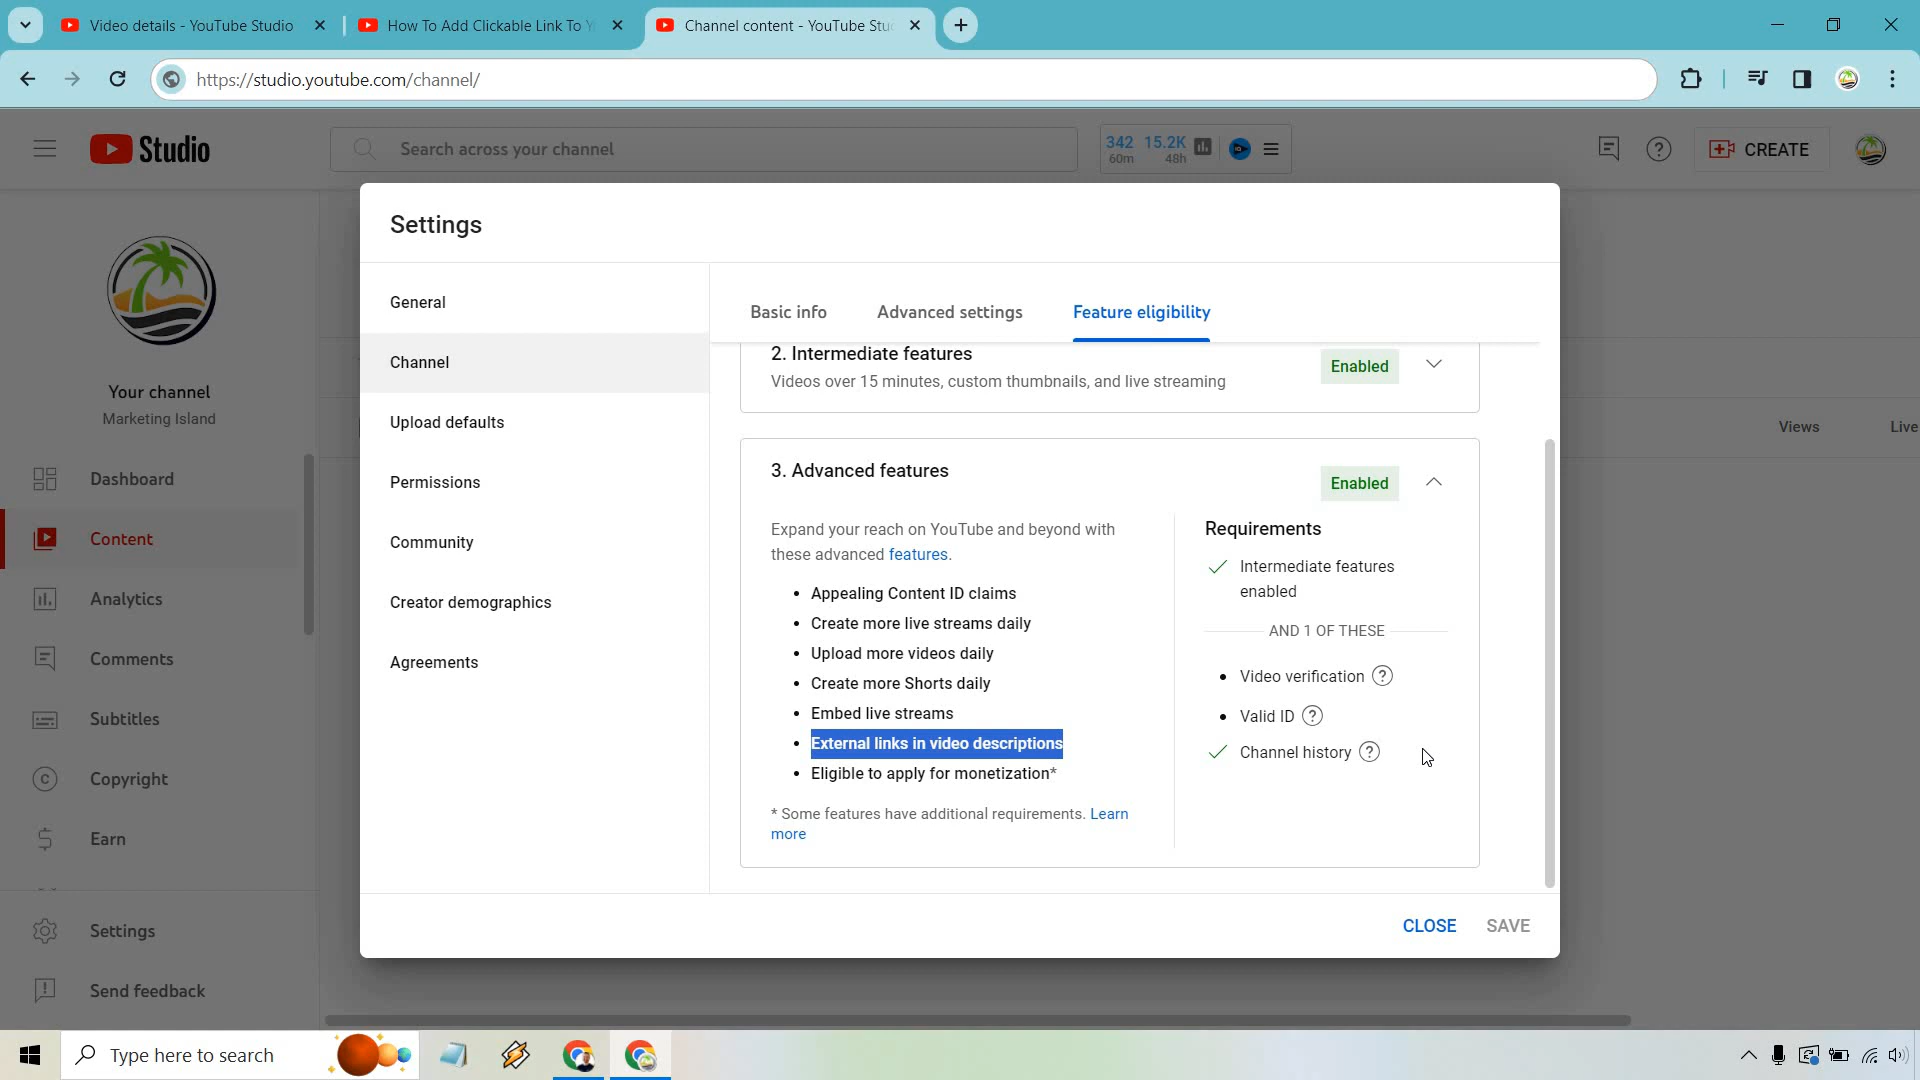 Video details - YouTube Studio
How To Add Clickable Link To Y
Channel content - YouTube Stu
https://studio.youtube.com/channel/
Studio
Search across your channel
342 15.2K
60m 48h
CREATE
Settings
Your channel
Marketing Island
Dashboard
Content
Analytics
Comments
Subtitles
Copyright
Earn
Settings
Send feedback
General
Channel
Upload defaults
Permissions
Community
Creator demographics
Agreements
Basic info
Advanced settings
Feature eligibility
2. Intermediate features
Videos over 15 minutes, custom thumbnails, and live streaming
Enabled
3. Advanced features
Enabled
Expand your reach on YouTube and beyond with
these advanced features.
• Appealing Content ID claims
• Create more live streams daily
• Upload more videos daily
• Create more Shorts daily
• Embed live streams
• External links in video descriptions
• Eligible to apply for monetization*
* Some features have additional requirements. Learn
more
Requirements
Intermediate features
enabled
AND 1 OF THESE
• Video verification ?
• Valid ID ?
Channel history ?
CLOSE
SAVE
Views
Live
Type here to search